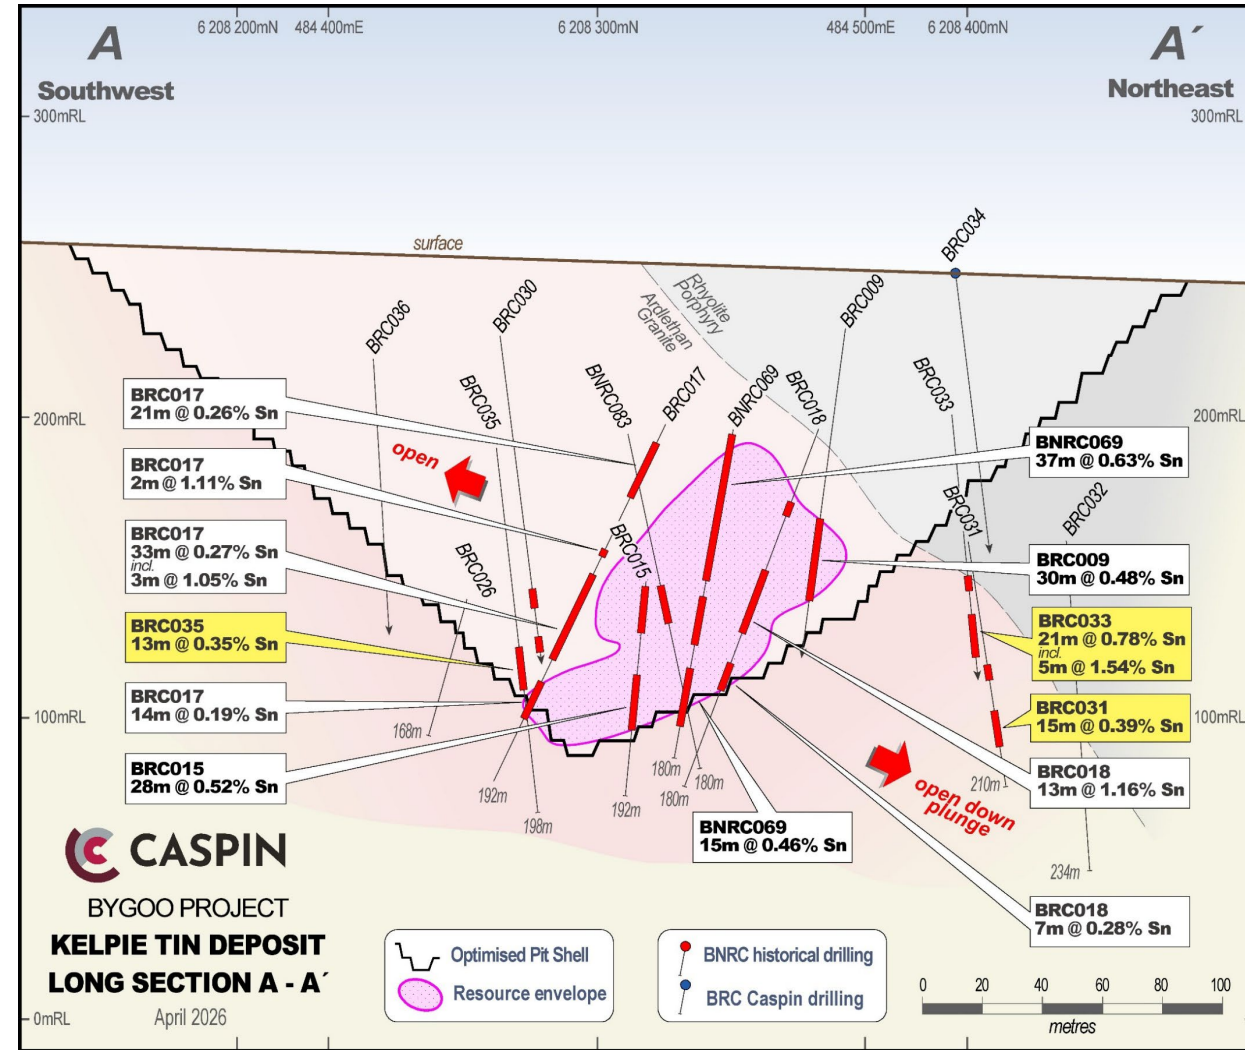 6 208 200mN
484 400mE
6 208 300mN
484 500mE
6 208 400mN
A
Southwest
A´
Northeast
300mRL
300mRL
surface
BRC034
Rhyolite
Porphyry
Ardlethan
Granite
BRC036
BRC030
BRC009
BRC035
BNRC083
BRC017
BNRC069
BRC018
BRC033
200mRL
200mRL
BRC017
21m @ 0.26% Sn
open
BNRC069
37m @ 0.63% Sn
BRC017
2m @ 1.11% Sn
BRC031
BRC032
BRC017
33m @ 0.27% Sn
incl.
3m @ 1.05% Sn
BRC015
BRC026
BRC009
30m @ 0.48% Sn
BRC035
13m @ 0.35% Sn
BRC033
21m @ 0.78% Sn
incl.
5m @ 1.54% Sn
BRC017
14m @ 0.19% Sn
100mRL
100mRL
BRC031
15m @ 0.39% Sn
168m
BRC015
28m @ 0.52% Sn
BRC018
13m @ 1.16% Sn
192m
198m
192m
180m
180m
180m
210m
234m
open down
plunge
BNRC069
15m @ 0.46% Sn
BRC018
7m @ 0.28% Sn
CASPIN
BYGOO PROJECT
KELPIE TIN DEPOSIT
LONG SECTION A - A´
0mRL
April 2026
Optimised Pit Shell
Resource envelope
BNRC historical drilling
BRC Caspin drilling
0 20 40 60 80 100
metres